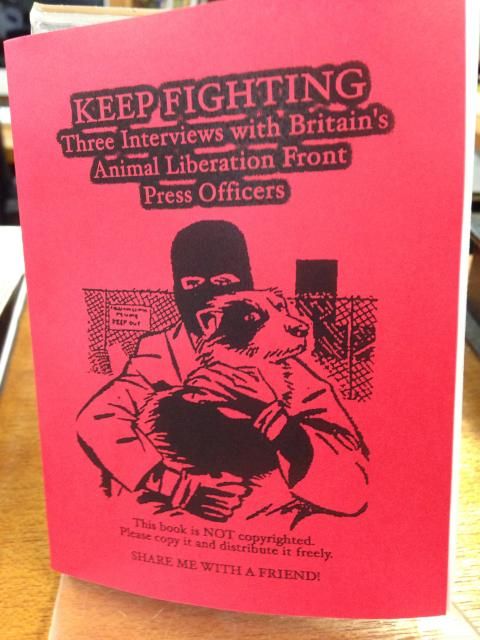 KEEP FIGHTING
Three Interviews with Britain's
Animal Liberation Front
Press Officers
KEEP OUT
This book is NOT copyrighted.
Please copy it and distribute it freely.
SHARE ME WITH A FRIEND!